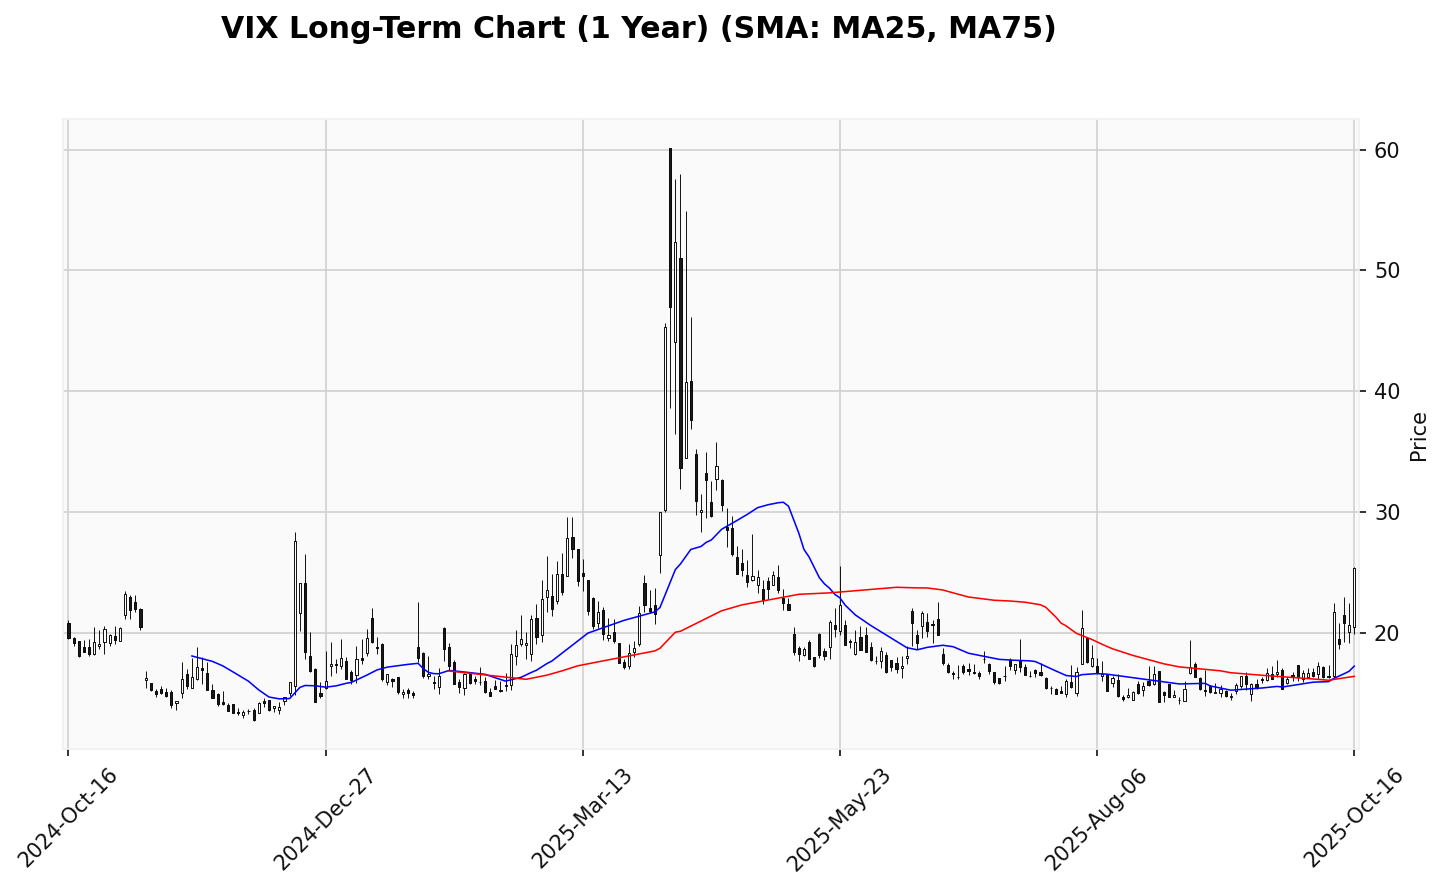 VIX Long-Term Chart (1 Year) (SMA: MA25, MA75)
60
50
40
30
20
Price
2024-Oct-16
2024-Dec-27
2025-Mar-13
2025-May-23
2025-Aug-06
2025-Oct-16